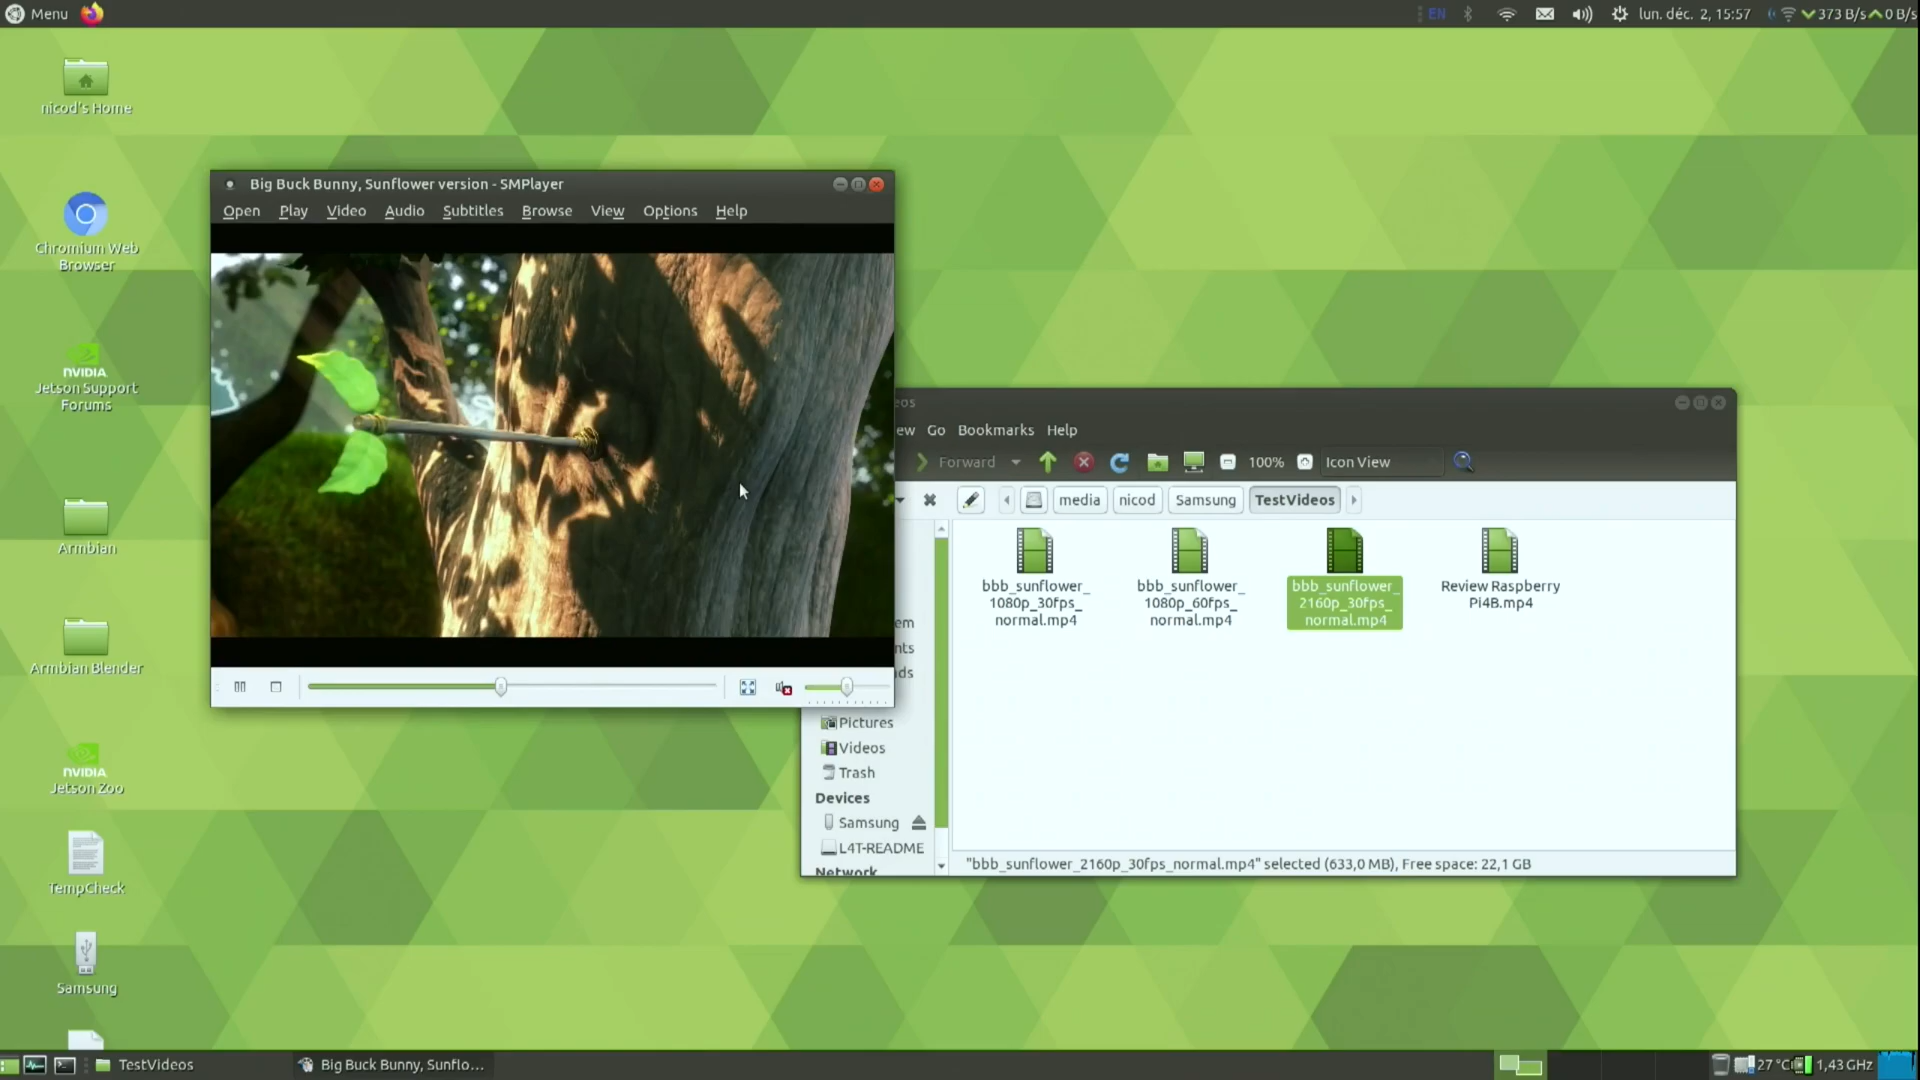 Menu
EN
lun. déc. 2, 15:57
373 B/s
0 B/s
nicod's Home
Chromium Web
Browser
NVIDIA
Jetson Support
Forums
Armbian
Armbian Blender
NVIDIA
Jetson Zoo
TempCheck
Samsung
Big Buck Bunny, Sunflower version - SMPlayer
Open Play Video Audio Subtitles Browse View Options Help
eos
ew Go Bookmarks Help
Forward
100%
Icon View
media nicod Samsung TestVideos
em
nts
ds
Pictures
Videos
Trash
Devices
Samsung
L4T-README
Network
bbb_sunflower_
1080p_30fps_
normal.mp4
bbb_sunflower_
1080p_60fps_
normal.mp4
bbb_sunflower_
2160p_30fps_
normal.mp4
Review Raspberry
Pi4B.mp4
"bbb_sunflower_2160p_30fps_normal.mp4" selected (633,0 MB), Free space: 22,1 GB
TestVideos
Big Buck Bunny, Sunflo...
27 °C
1,43 GHz